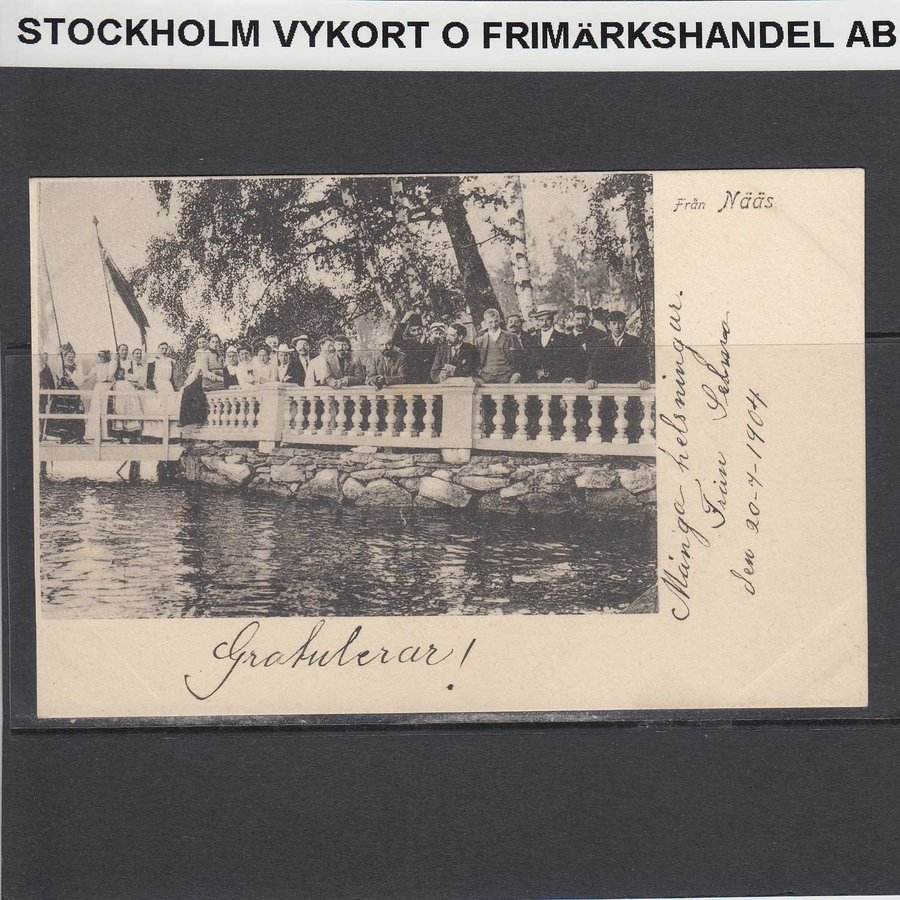 STOCKHOLM VYKORT O FRIMÄRKSHANDEL AB
Från Nääs
Många helsningar.
Från Selma
den 20-7-1904
Gratulerar!